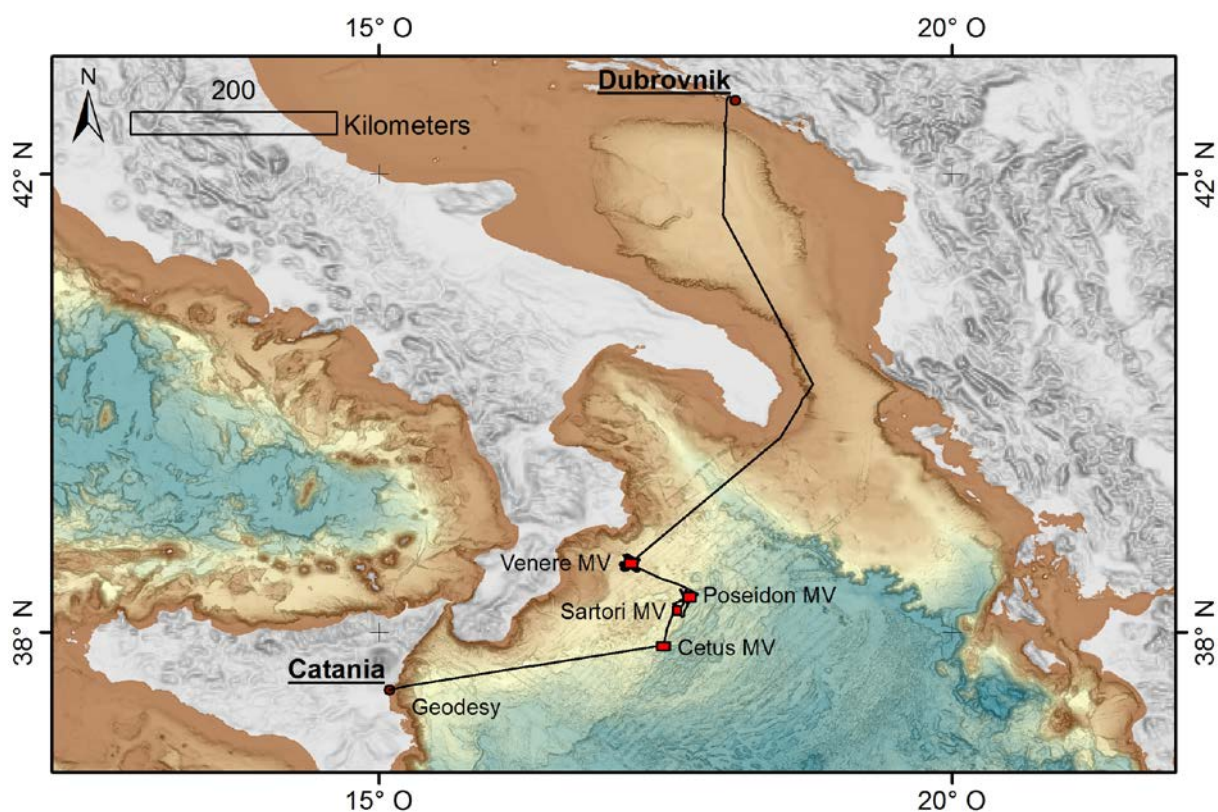 15° O
20° O
N
200
Kilometers
Dubrovnik
42° N
42° N
Venere MV
Poseidon MV
Sartori MV
38° N
38° N
Cetus MV
Catania
Geodesy
15° O
20° O